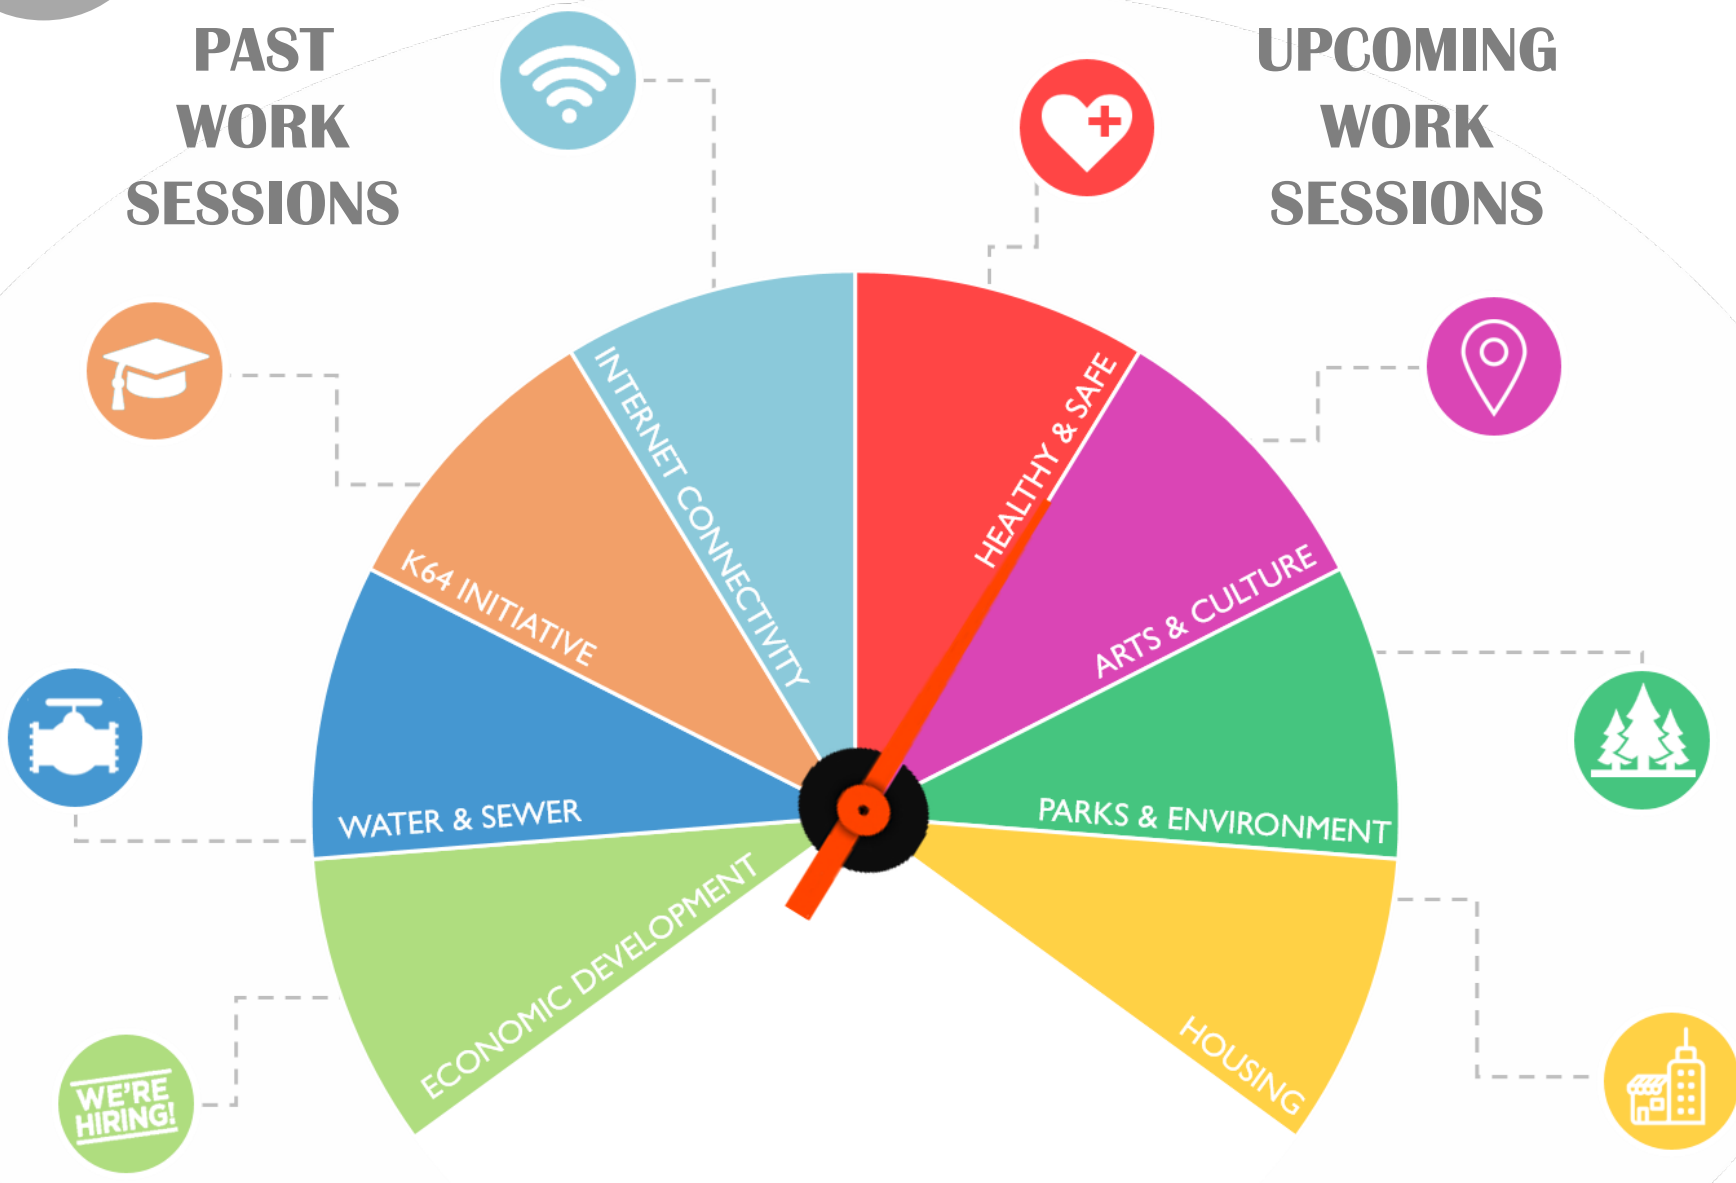 PAST
WORK
SESSIONS
UPCOMING
WORK
SESSIONS
INTERNET CONNECTIVITY
HEALTHY & SAFE
K64 INITIATIVE
ARTS & CULTURE
WATER & SEWER
PARKS & ENVIRONMENT
ECONOMIC DEVELOPMENT
HOUSING
WE'RE
HIRING!